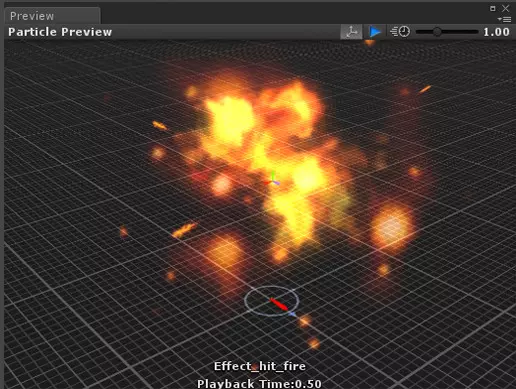 Preview
Particle Preview
1.00
Effect_hit_fire
Playback Time:0.50